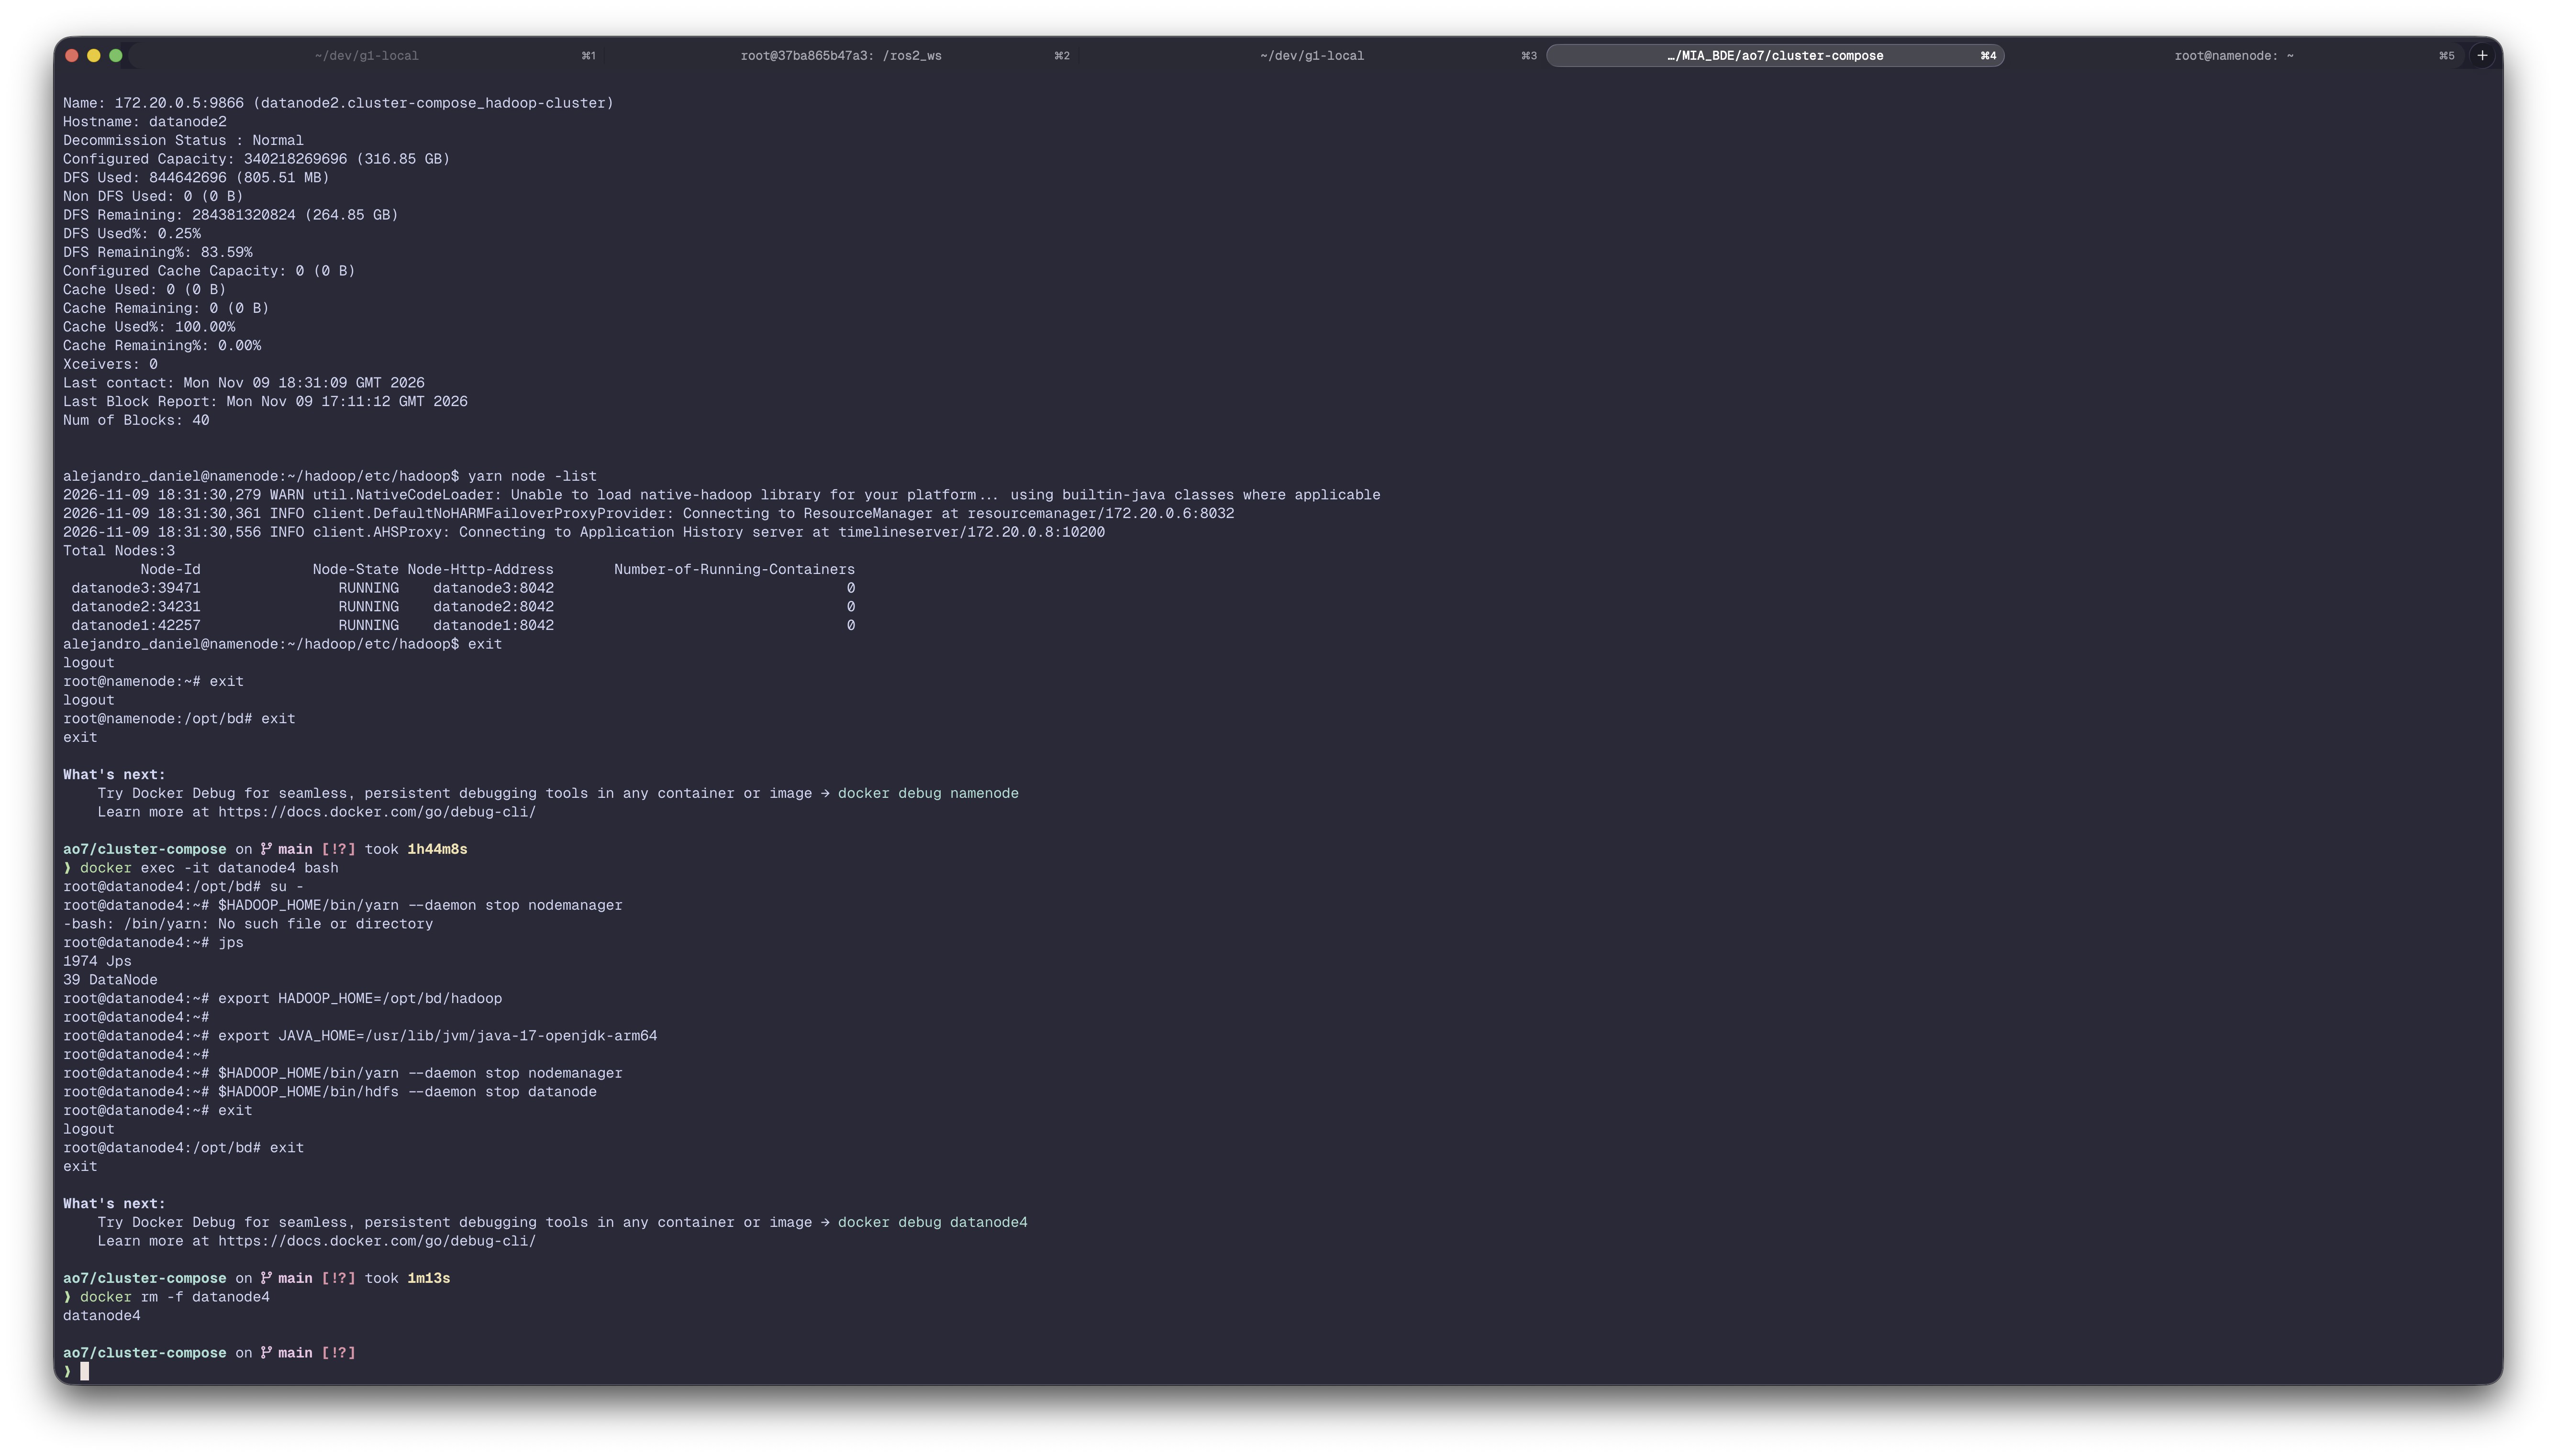 ~/dev/g1-local ⌘1 root@37ba865b47a3: /ros2_ws ⌘2 ~/dev/g1-local ⌘3 …/MIA_BDE/ao7/cluster-compose ⌘4 root@namenode: ~ ⌘5 +
Name: 172.20.0.5:9866 (datanode2.cluster-compose_hadoop-cluster)
Hostname: datanode2
Decommission Status : Normal
Configured Capacity: 340218269696 (316.85 GB)
DFS Used: 844642696 (805.51 MB)
Non DFS Used: 0 (0 B)
DFS Remaining: 284381320824 (264.85 GB)
DFS Used%: 0.25%
DFS Remaining%: 83.59%
Configured Cache Capacity: 0 (0 B)
Cache Used: 0 (0 B)
Cache Remaining: 0 (0 B)
Cache Used%: 100.00%
Cache Remaining%: 0.00%
Xceivers: 0
Last contact: Mon Nov 09 18:31:09 GMT 2026
Last Block Report: Mon Nov 09 17:11:12 GMT 2026
Num of Blocks: 40
alejandro_daniel@namenode:~/hadoop/etc/hadoop$ yarn node -list
2026-11-09 18:31:30,279 WARN util.NativeCodeLoader: Unable to load native-hadoop library for your platform... using builtin-java classes where applicable
2026-11-09 18:31:30,361 INFO client.DefaultNoHARMFailoverProxyProvider: Connecting to ResourceManager at resourcemanager/172.20.0.6:8032
2026-11-09 18:31:30,556 INFO client.AHSProxy: Connecting to Application History server at timelineserver/172.20.0.8:10200
Total Nodes:3
Node-Id Node-State Node-Http-Address Number-of-Running-Containers
datanode3:39471 RUNNING datanode3:8042 0
datanode2:34231 RUNNING datanode2:8042 0
datanode1:42257 RUNNING datanode1:8042 0
alejandro_daniel@namenode:~/hadoop/etc/hadoop$ exit
logout
root@namenode:~# exit
logout
root@namenode:/opt/bd# exit
exit
What's next:
Try Docker Debug for seamless, persistent debugging tools in any container or image → docker debug namenode
Learn more at https://docs.docker.com/go/debug-cli/
ao7/cluster-compose on main [!?] took 1h44m8s
❫ docker exec -it datanode4 bash
root@datanode4:/opt/bd# su -
root@datanode4:~# $HADOOP_HOME/bin/yarn --daemon stop nodemanager
-bash: /bin/yarn: No such file or directory
root@datanode4:~# jps
1974 Jps
39 DataNode
root@datanode4:~# export HADOOP_HOME=/opt/bd/hadoop
root@datanode4:~#
root@datanode4:~# export JAVA_HOME=/usr/lib/jvm/java-17-openjdk-arm64
root@datanode4:~#
root@datanode4:~# $HADOOP_HOME/bin/yarn --daemon stop nodemanager
root@datanode4:~# $HADOOP_HOME/bin/hdfs --daemon stop datanode
root@datanode4:~# exit
logout
root@datanode4:/opt/bd# exit
exit
What's next:
Try Docker Debug for seamless, persistent debugging tools in any container or image → docker debug datanode4
Learn more at https://docs.docker.com/go/debug-cli/
ao7/cluster-compose on main [!?] took 1m13s
❫ docker rm -f datanode4
datanode4
ao7/cluster-compose on main [!?]
❫